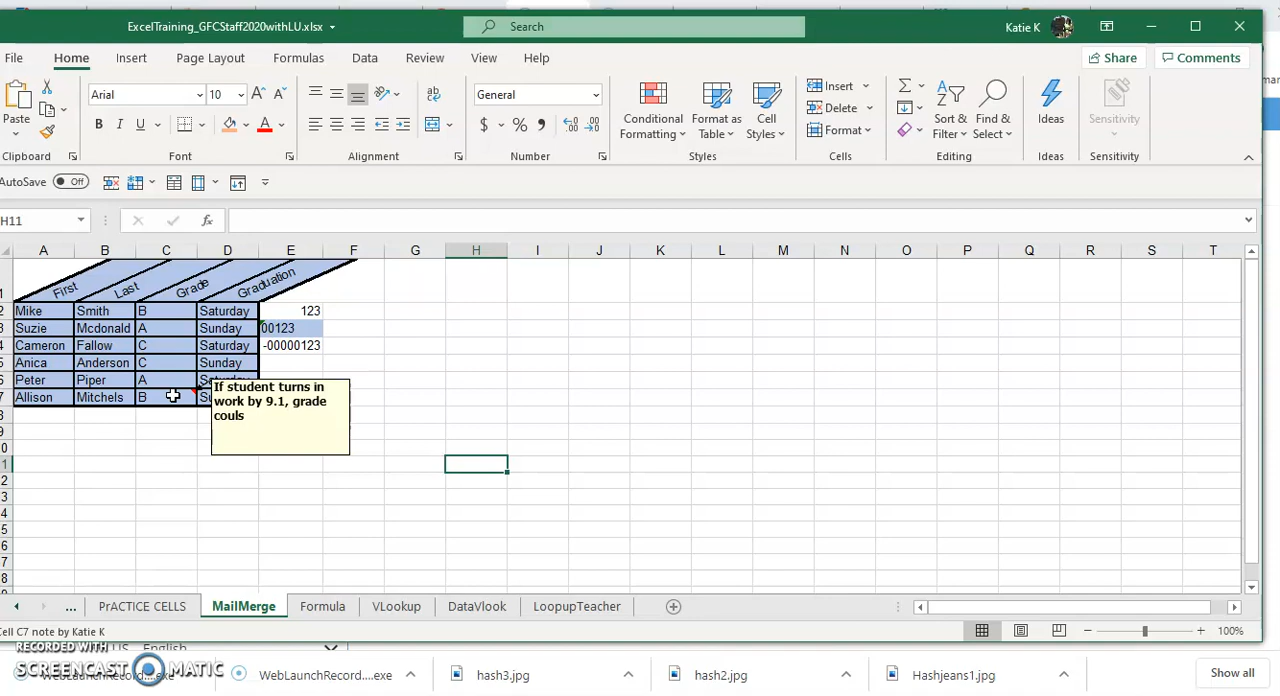 ExcelTraining_GFCStaff2020withLU.xlsx
Search
Katie K
File Home Insert Page Layout Formulas Data Review View Help
Share Comments
Arial 10 General
Paste
B I U
$ %
Conditional Formatting
Format as Table
Cell Styles
Insert
Delete
Format
Sort & Filter
Find & Select
Ideas
Sensitivity
Clipboard Font Alignment Number Styles Cells Editing Ideas Sensitivity
AutoSave Off
H11 fx
A B C D E F G H I J K L M N O P Q R S T
First Last Grade Graduation
Mike Smith B Saturday 123
Suzie Mcdonald A Sunday 00123
Cameron Fallow C Saturday -00000123
Anica Anderson C Sunday
Peter Piper A
Allison Mitchels B
If student turns in
work by 9.1, grade
couls
... PrACTICE CELLS MailMerge Formula VLookup DataVlook LoopupTeacher
Cell C7 note by Katie K
100%
RECORDED WITH
SCREENCAST MATIC
English
WebLaunchRecord....exe hash3.jpg hash2.jpg Hashjeans1.jpg Show all